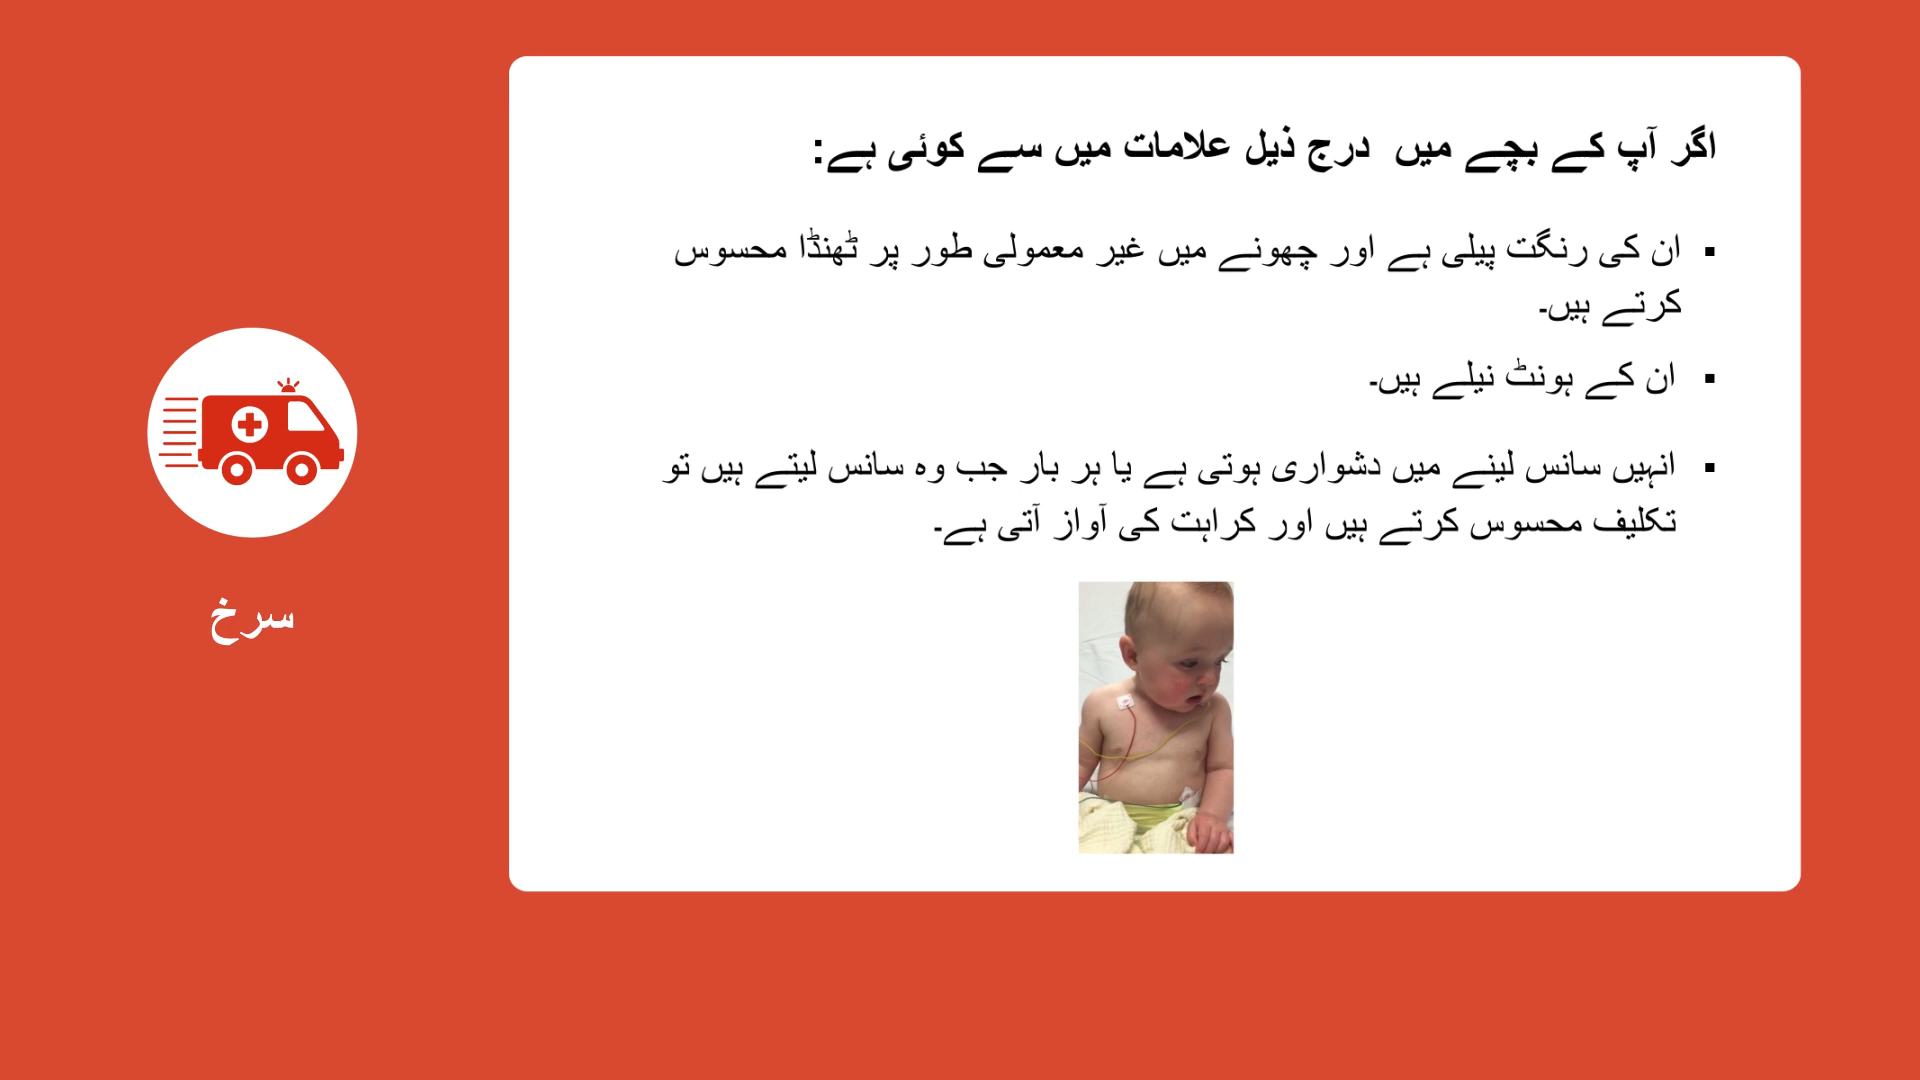 اگر آپ کے بچے میں درج ذیل علامات میں سے کوئی ہے:
▪ ان کی رنگت پیلی ہے اور چھونے میں غیر معمولی طور پر ٹھنڈا محسوس
کرتے ہیں۔
▪ ان کے ہونٹ نیلے ہیں۔
▪ انہیں سانس لینے میں دشواری ہوتی ہے یا ہر بار جب وہ سانس لیتے ہیں تو
تکلیف محسوس کرتے ہیں اور کراہت کی آواز آتی ہے۔
سرخ